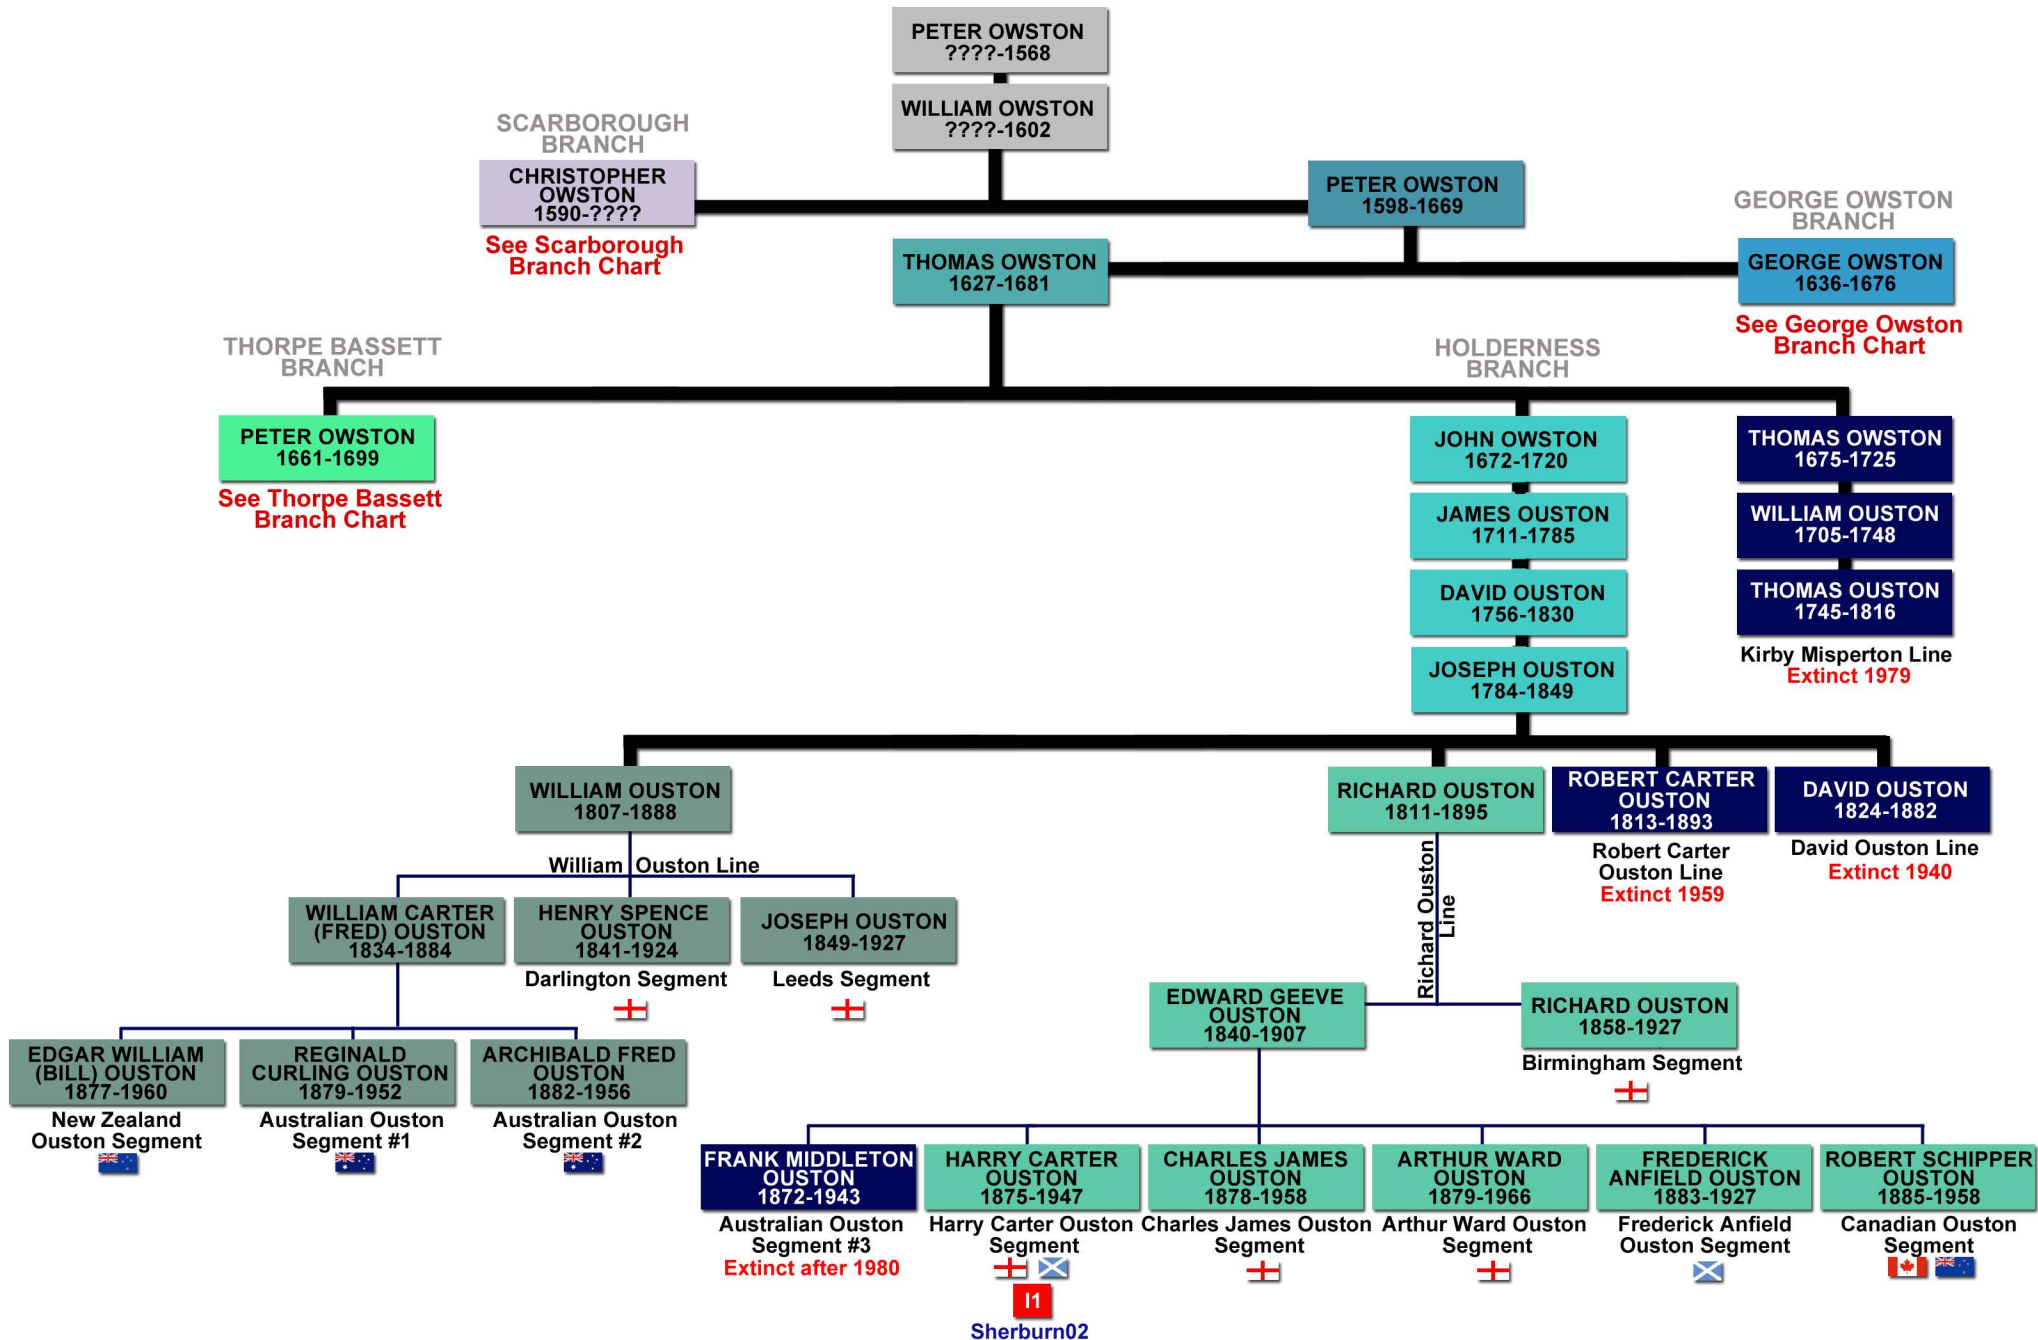 PETER OWSTON
????-1568
WILLIAM OWSTON
????-1602
SCARBOROUGH
BRANCH
CHRISTOPHER
OWSTON
1590-????
See Scarborough
Branch Chart
PETER OWSTON
1598-1669
GEORGE OWSTON
BRANCH
THOMAS OWSTON
1627-1681
GEORGE OWSTON
1636-1676
See George Owston
Branch Chart
THORPE BASSETT
BRANCH
HOLDERNESS
BRANCH
PETER OWSTON
1661-1699
See Thorpe Bassett
Branch Chart
JOHN OWSTON
1672-1720
THOMAS OWSTON
1675-1725
JAMES OUSTON
1711-1785
WILLIAM OUSTON
1705-1748
DAVID OUSTON
1756-1830
THOMAS OUSTON
1745-1816
Kirby Misperton Line
Extinct 1979
JOSEPH OUSTON
1784-1849
WILLIAM OUSTON
1807-1888
RICHARD OUSTON
1811-1895
ROBERT CARTER
OUSTON
1813-1893
DAVID OUSTON
1824-1882
Robert Carter
Ouston Line
Extinct 1959
David Ouston Line
Extinct 1940
William Ouston Line
Richard Ouston
Line
WILLIAM CARTER
(FRED) OUSTON
1834-1884
HENRY SPENCE
OUSTON
1841-1924
Darlington Segment
JOSEPH OUSTON
1849-1927
Leeds Segment
EDWARD GEEVE
OUSTON
1840-1907
RICHARD OUSTON
1858-1927
Birmingham Segment
EDGAR WILLIAM
(BILL) OUSTON
1877-1960
New Zealand
Ouston Segment
REGINALD
CURLING OUSTON
1879-1952
Australian Ouston
Segment #1
ARCHIBALD FRED
OUSTON
1882-1956
Australian Ouston
Segment #2
FRANK MIDDLETON
OUSTON
1872-1943
Australian Ouston
Segment #3
Extinct after 1980
HARRY CARTER
OUSTON
1875-1947
Harry Carter Ouston
Segment
I1
Sherburn02
CHARLES JAMES
OUSTON
1878-1958
Charles James Ouston
Segment
ARTHUR WARD
OUSTON
1879-1966
Arthur Ward Ouston
Segment
FREDERICK
ANFIELD OUSTON
1883-1927
Frederick Anfield
Ouston Segment
ROBERT SCHIPPER
OUSTON
1885-1958
Canadian Ouston
Segment